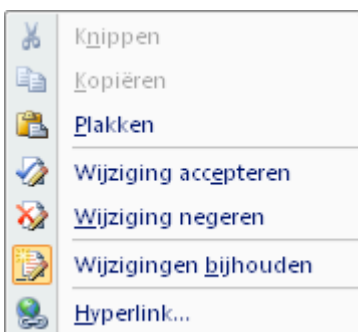 Knippen
Kopiëren
Plakken
Wijziging accepteren
Wijziging negeren
Wijzigingen bijhouden
Hyperlink...